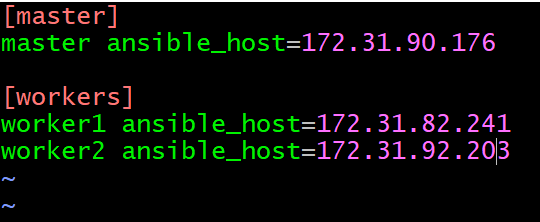 [master]
master ansible_host=172.31.90.176
[workers]
worker1 ansible_host=172.31.82.241
worker2 ansible_host=172.31.92.203
~
~